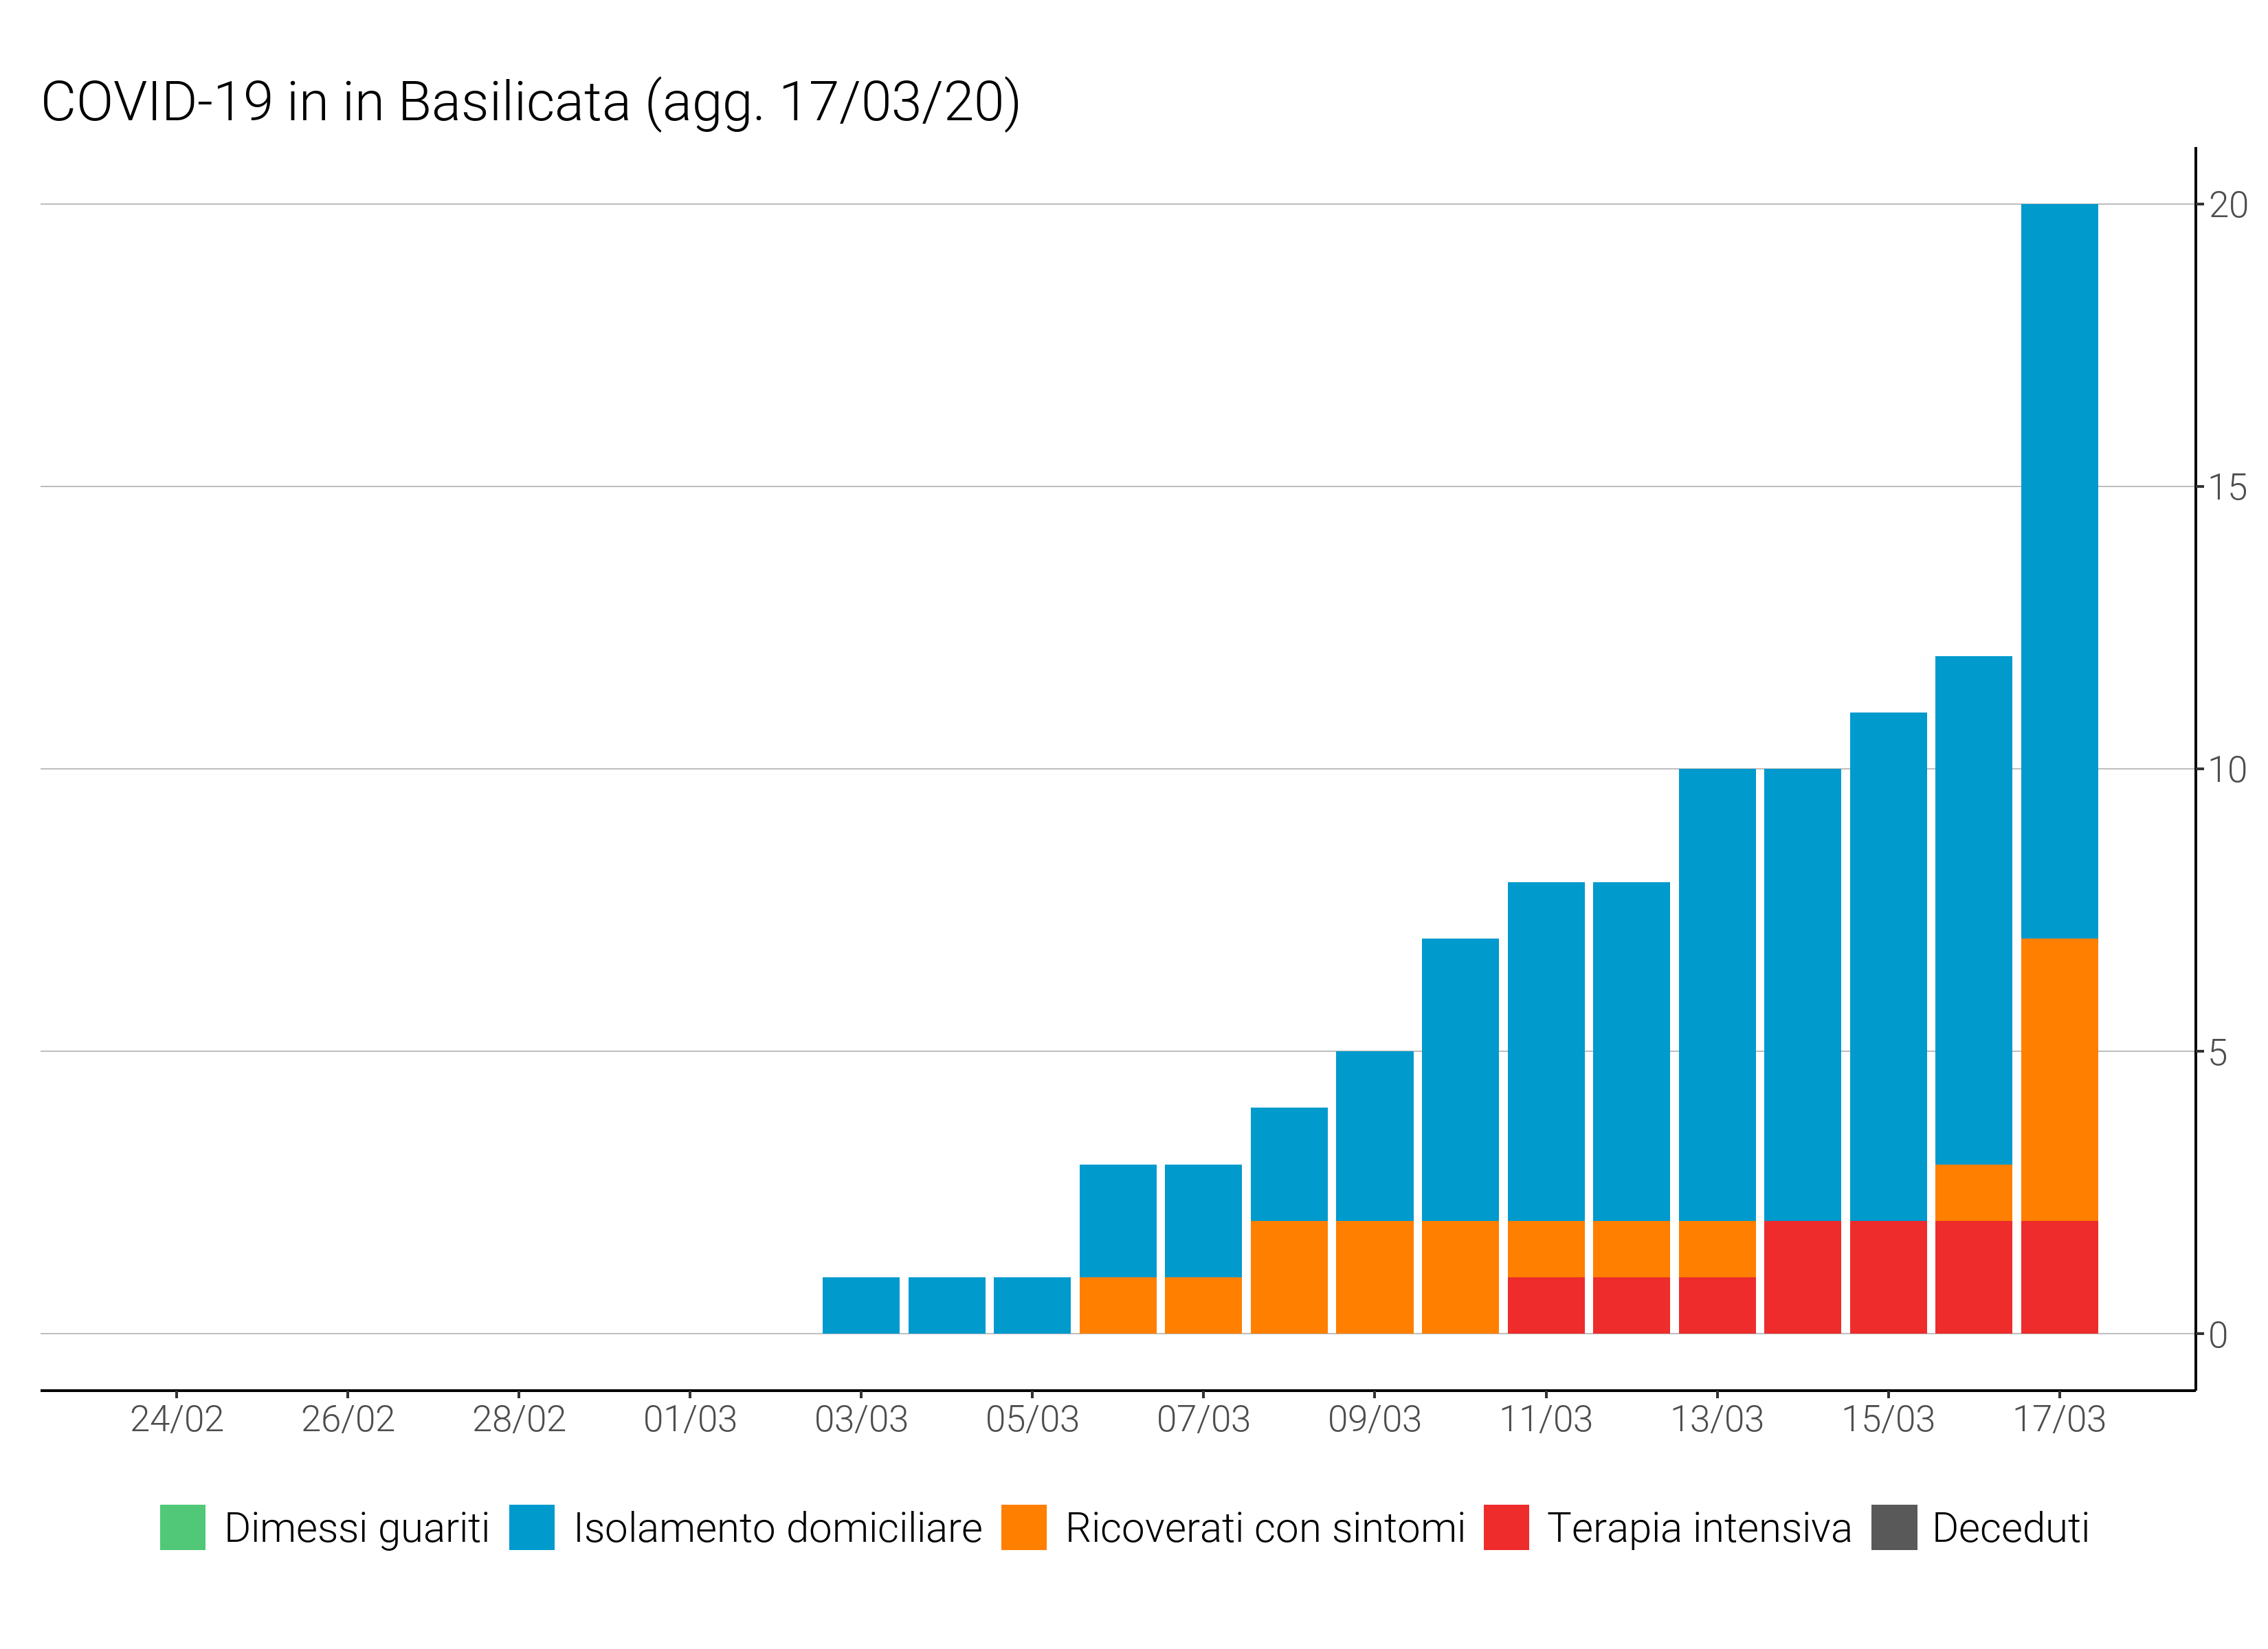 COVID-19 in in Basilicata (agg. 17/03/20)
20
15
10
5
0
24/02 26/02 28/02 01/03 03/03 05/03 07/03 09/03 11/03 13/03 15/03 17/03
Dimessi guariti Isolamento domiciliare Ricoverati con sintomi Terapia intensiva Deceduti